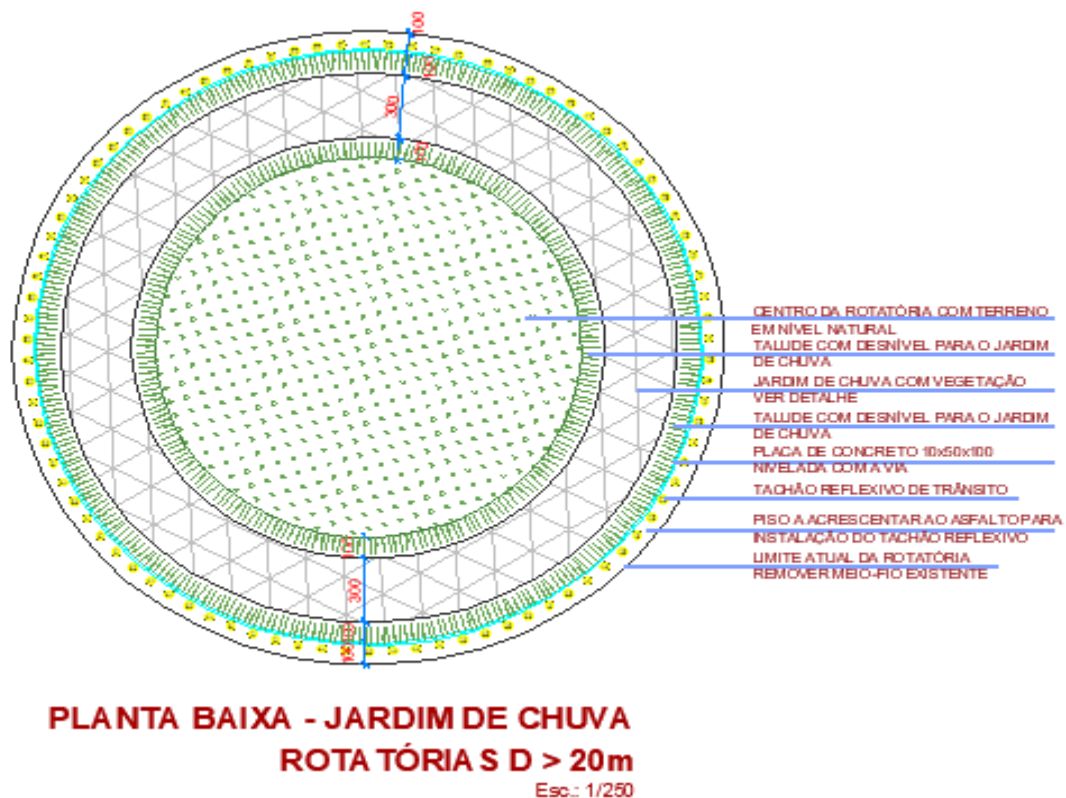 100
100
300
100
CENTRO DA ROTATÓRIA COM TERRENO
EM NÍVEL NATURAL
TALUDE COM DESNÍVEL PARA O JARDIM
DE CHUVA
JARDIM DE CHUVA COM VEGETAÇÃO
VER DETALHE
TALUDE COM DESNÍVEL PARA O JARDIM
DE CHUVA
PLACA DE CONCRETO 10x50x100
NIVELADA COM A VIA
TACHÃO REFLEXIVO DE TRÂNSITO
PISO A ACRESCENTAR AO ASFALTO PARA
INSTALAÇÃO DO TACHÃO REFLEXIVO
LIMITE ATUAL DA ROTATÓRIA
REMOVER MEIO-FIO EXISTENTE
100
300
PLANTA BAIXA - JARDIM DE CHUVA
ROTATÓRIAS D > 20m
Esc.: 1/250